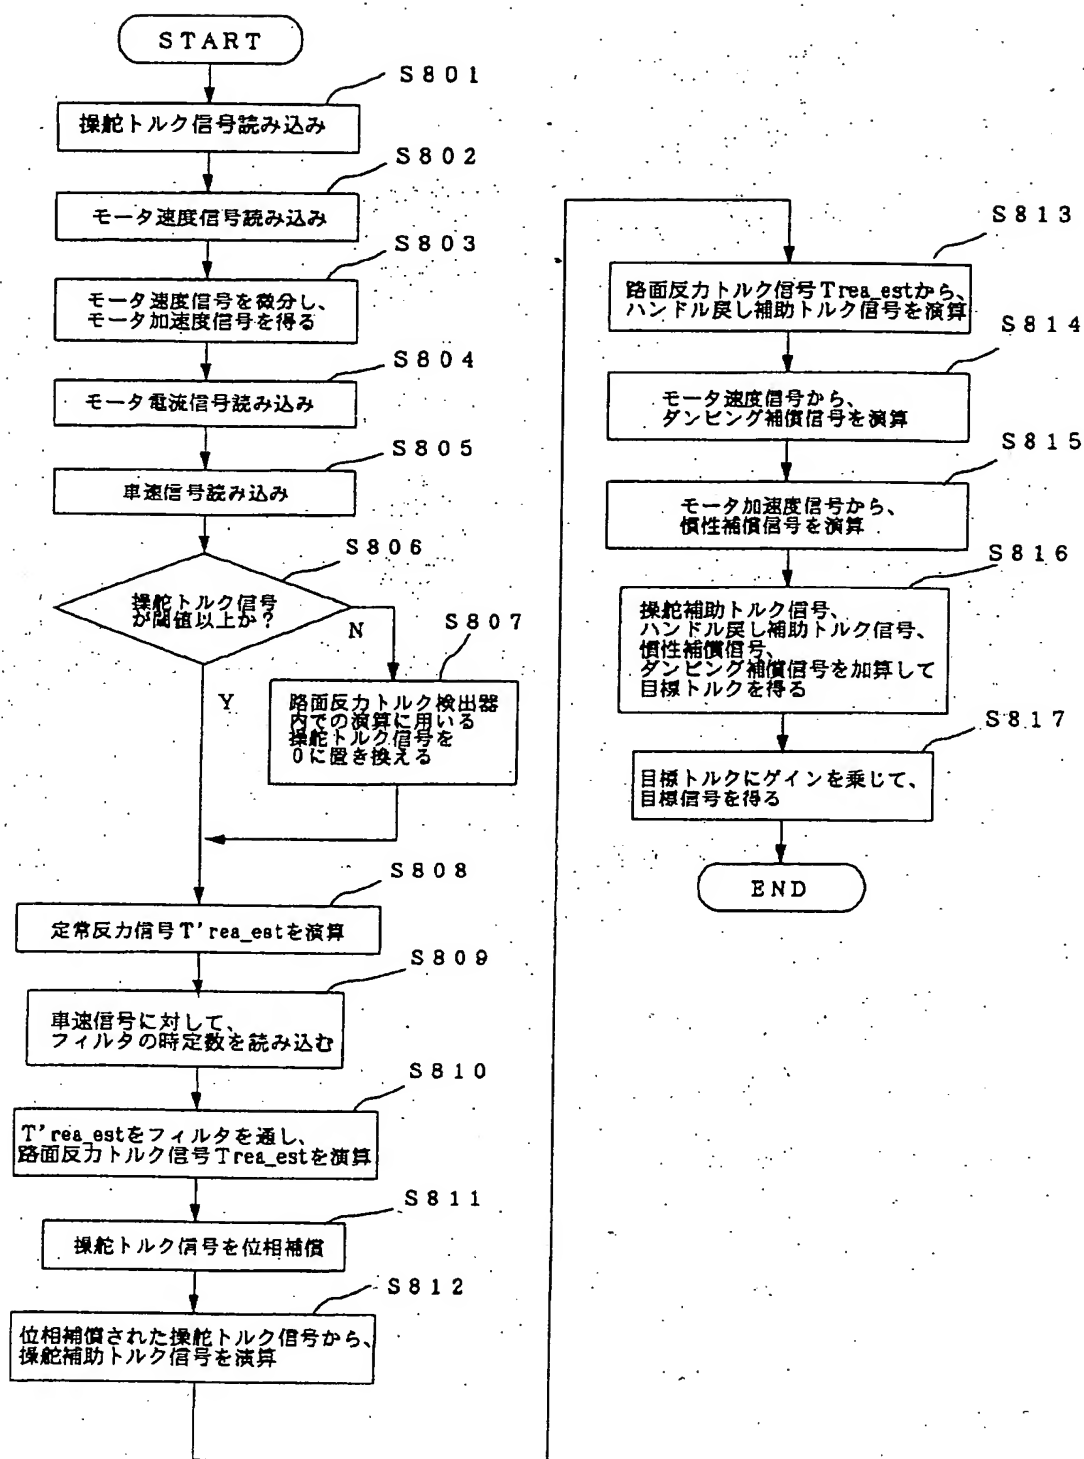 START
S801
操舵トルク信号読み込み
S802
モータ速度信号読み込み
S803
モータ速度信号を微分し、
モータ加速度信号を得る
S804
モータ電流信号読み込み
S805
車速信号読み込み
S806
操舵トルク信号
が閾値以上か?
N
Y
S807
路面反力トルク検出器
内での演算に用いる
操舵トルク信号を
0に置き換える
S808
定常反力信号T'rea_estを演算
S809
車速信号に対して、
フィルタの時定数を読み込む
S810
T'rea_estをフィルタを通し、
路面反力トルク信号Trea_estを演算
S811
操舵トルク信号を位相補償
S812
位相補償された操舵トルク信号から、
操舵補助トルク信号を演算
S813
路面反力トルク信号Trea_estから、
ハンドル戻し補助トルク信号を演算
S814
モータ速度信号から、
ダンピング補償信号を演算
S815
モータ加速度信号から、
慣性補償信号を演算
S816
操舵補助トルク信号、
ハンドル戻し補助トルク信号、
慣性補償信号、
ダンピング補償信号を加算して
目標トルクを得る
S817
目標トルクにゲインを乗じて、
目標信号を得る
END